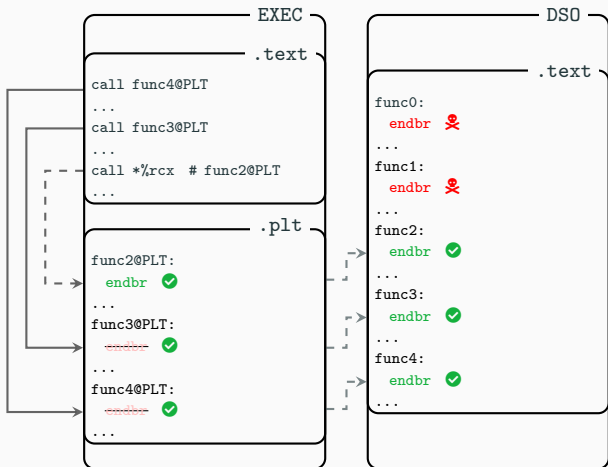 EXEC
.text
call func4@PLT
...
call func3@PLT
...
call *%rcx # func2@PLT
...
.plt
func2@PLT:
endbr
...
func3@PLT:
endbr
...
func4@PLT:
endbr
...
DSO
.text
func0:
endbr
...
func1:
endbr
...
func2:
endbr
...
func3:
endbr
...
func4:
endbr
...